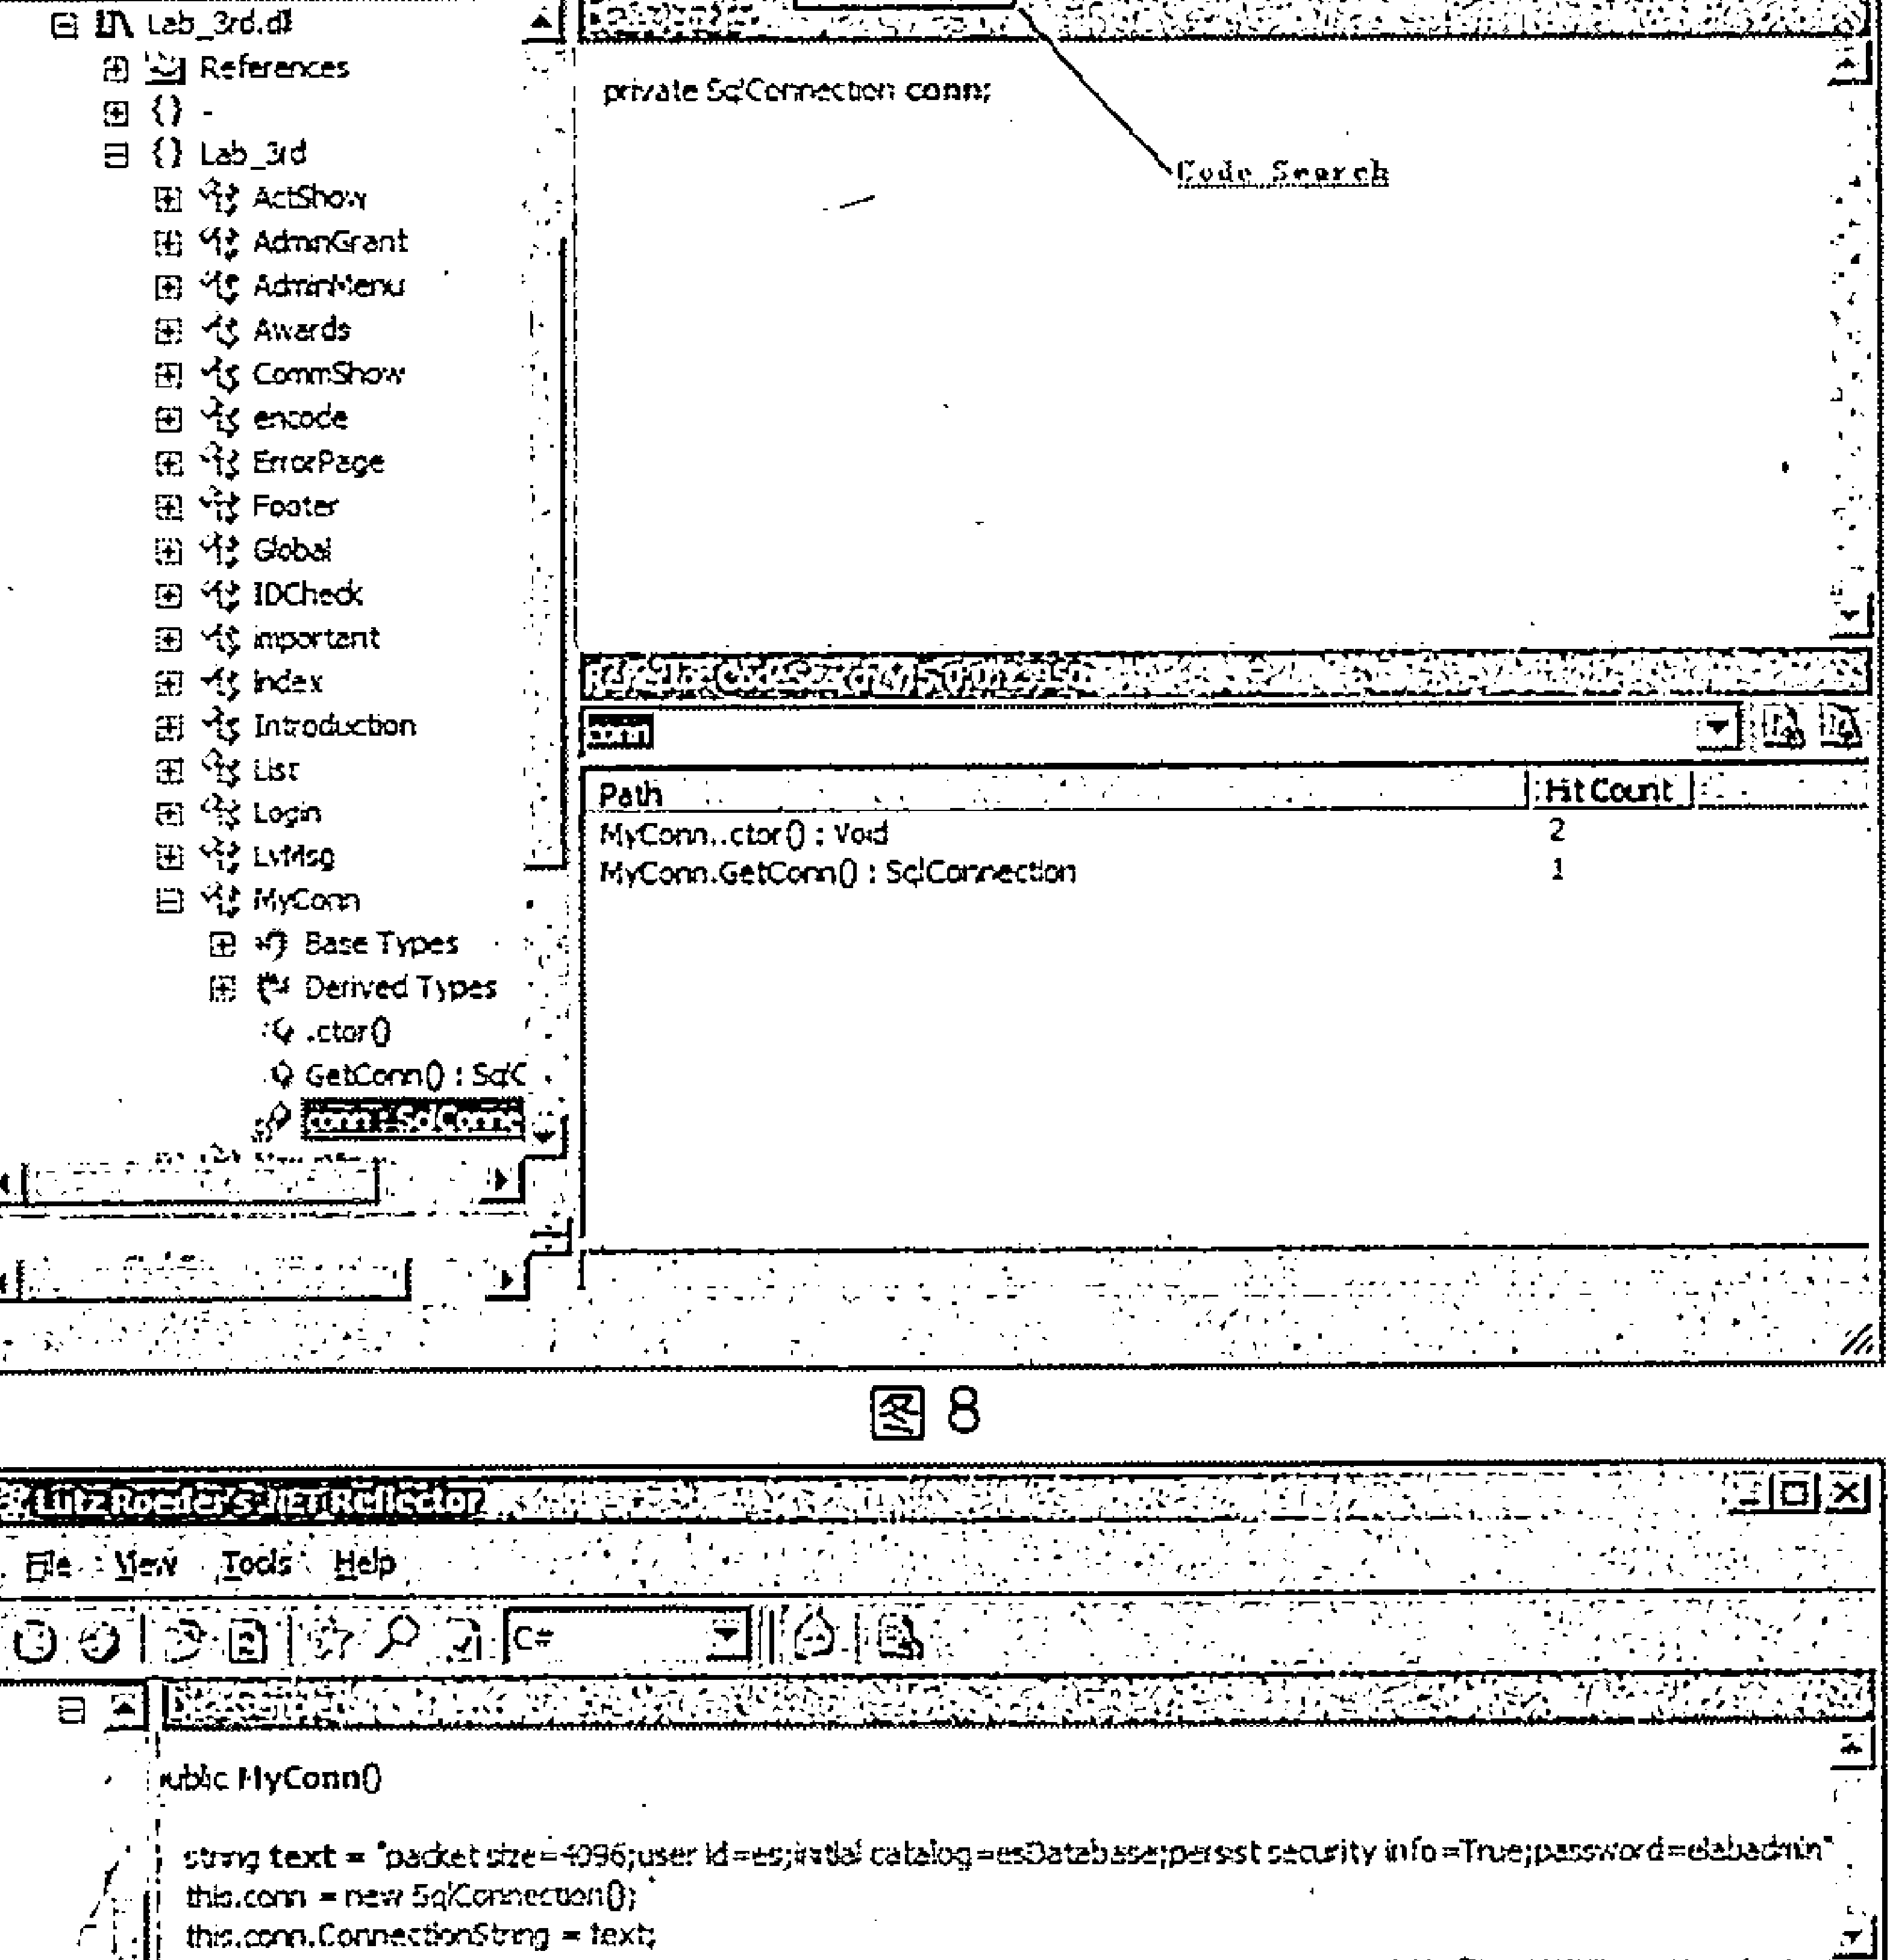 Lab_3rd.dl
References
{} -
{} Lab_3rd
ActShow
AdminGrant
AdminMenu
Awards
CommShow
encode
ErrorPage
Footer
Global
IDCheck
important
Index
Introduction
List
Login
LvMsg
MyConn
Base Types
Derived Types
.ctor()
GetConn() : SqlC
conn : SqlConne
private SqlConnection conn;
Code Search
conn
Path Hit Count
MyConn..ctor() : Void 2
MyConn.GetConn() : SqlConnection 1
图 8
Lutz Roeder's .NET Reflector
File View Tools Help
C#
ublic MyConn()
string text = "packet size=4096;user id=es;initial catalog=esDatabase;persist security info=True;password=elabadmin"
this.conn = new SqlConnection();
this.conn.ConnectionString = text;